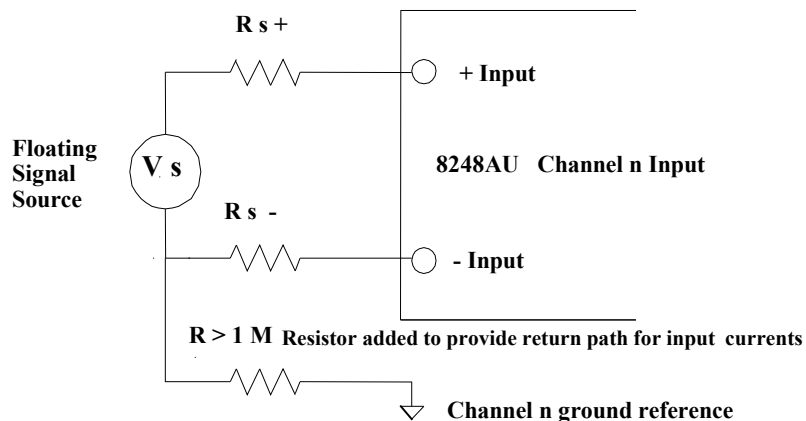 R s +
+ Input
Floating
Signal
Source
V s
8248AU Channel n Input
R s -
- Input
R > 1 M Resistor added to provide return path for input currents
Channel n ground reference